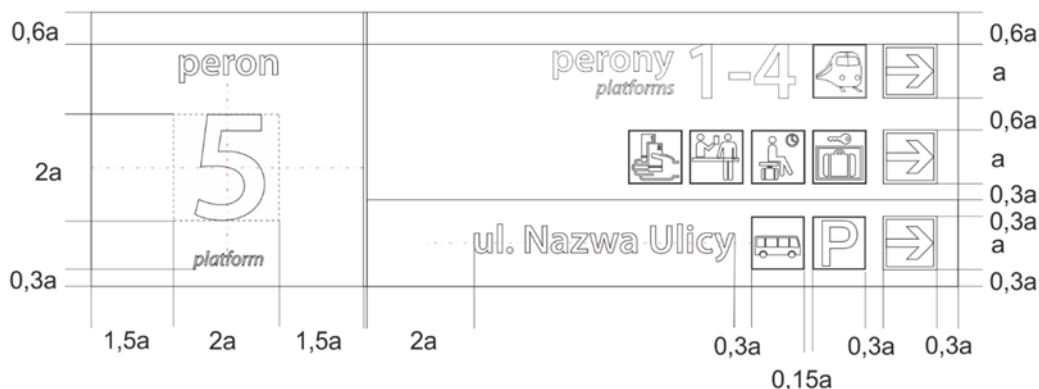 0,6a
0,6a
peron
perony 1-4
platforms
a
0,6a
5
2a
a
0,3a
0,3a
ul. Nazwa Ulicy
P
a
platform
0,3a
0,3a
1,5a 2a 1,5a 2a 0,3a 0,3a 0,3a
0,15a